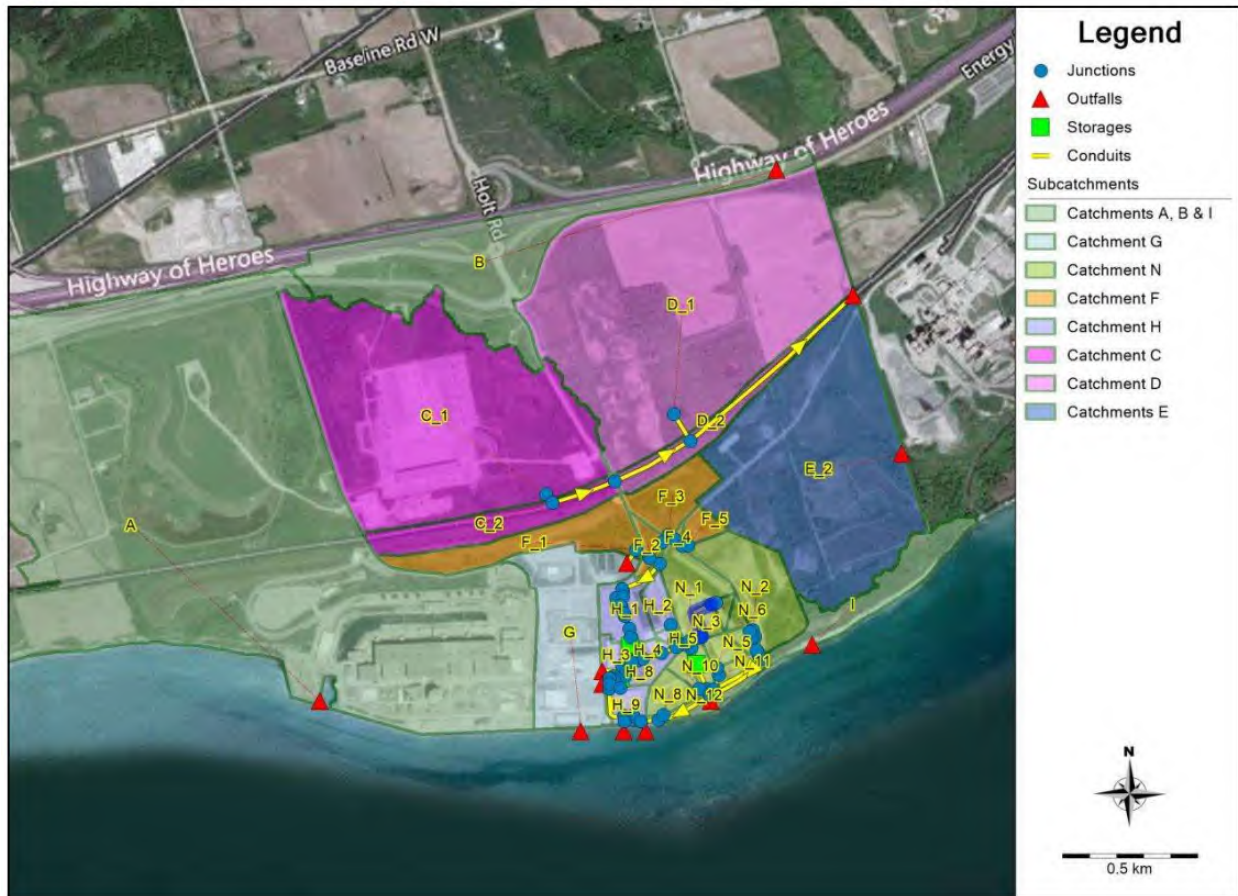 Baseline Rd W
Energy
Highway of Heroes
Holt Rd
Highway of Heroes
B
D_1
C_1
D_2
E_2
F_3
C_2
F_5
A
F_1
F_4
F_2
N_1
N_2
I
H_1
H_2
N_3
N_6
G
H_5
N_5
H_3
H_4
N_10
N_11
H_8
N_8
N_12
H_9
Legend
Junctions
Outfalls
Storages
Conduits
Subcatchments
Catchments A, B & I
Catchment G
Catchment N
Catchment F
Catchment H
Catchment C
Catchment D
Catchments E
N
0.5 km